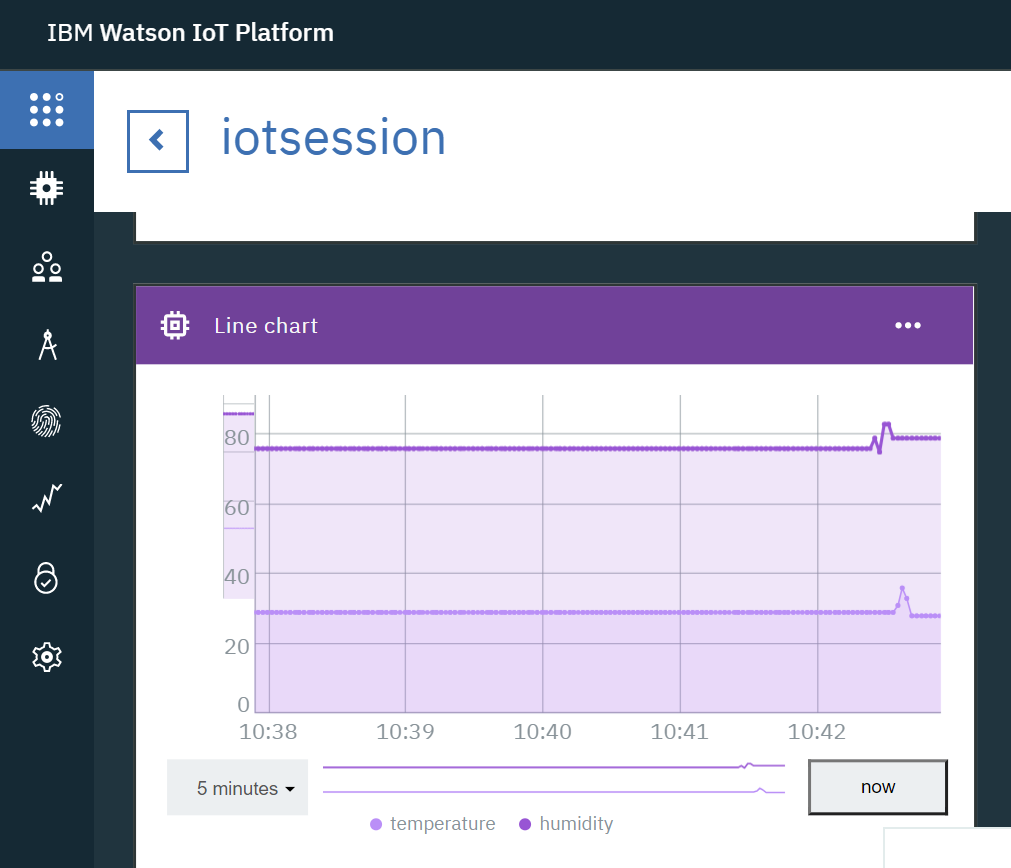 IBM Watson IoT Platform
iotsession
Line chart
80
60
40
20
0
10:38 10:39 10:40 10:41 10:42
5 minutes
now
temperature humidity